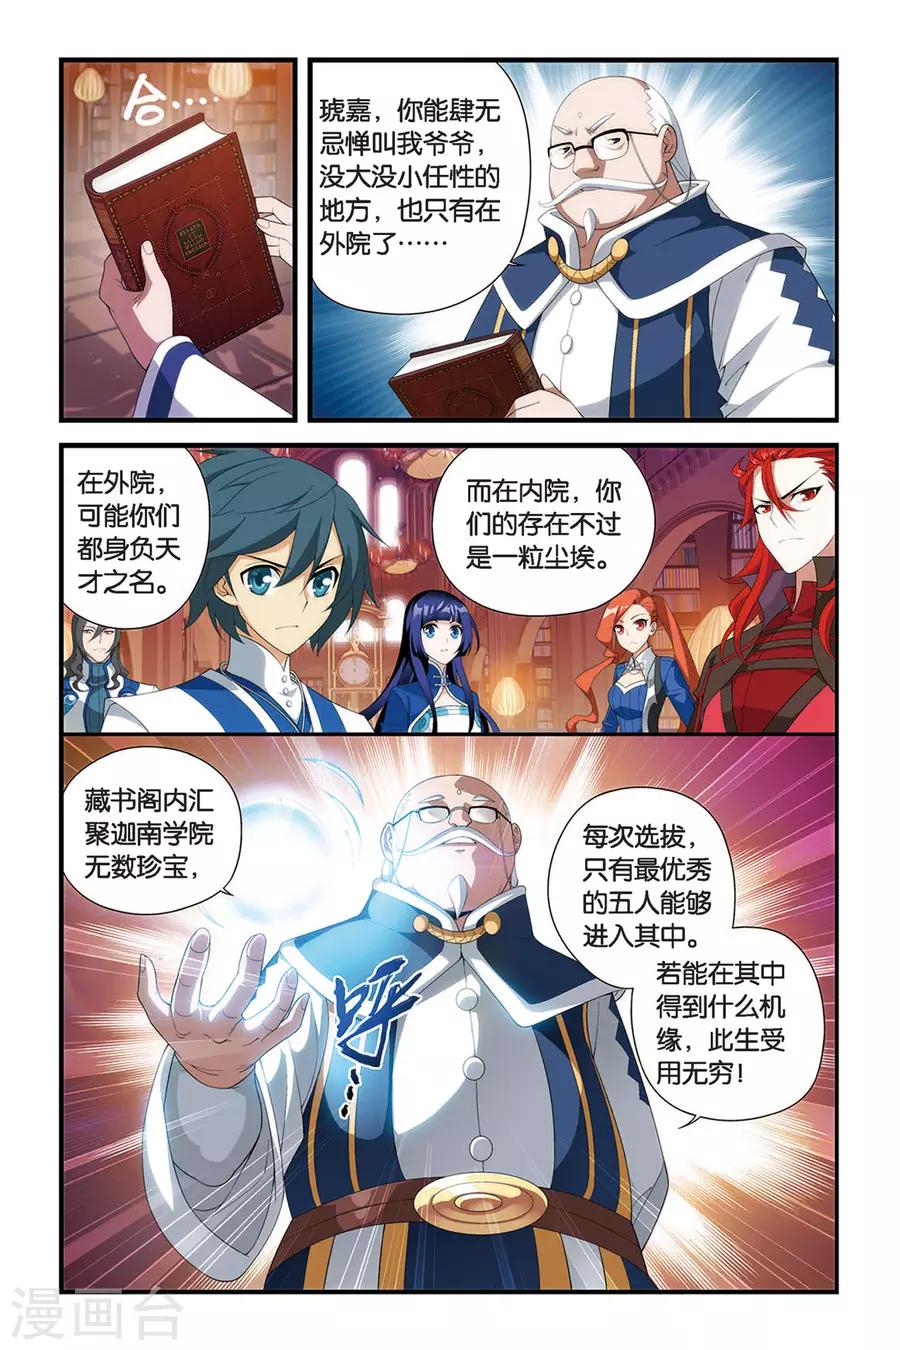 合····
琥嘉，你能肆无
忌惮叫我爷爷，
没大没小任性的
地方，也只有在
外院了……
在外院，
可能你们
都身负天
才之名。
而在内院，你
们的存在不过
是一粒尘埃。
藏书阁内汇
聚迦南学院
无数珍宝，
每次选拔，
只有最优秀
的五人能够
进入其中。
若能在其中
得到什么机
缘，此生受
用无穷！
呼…
漫画台